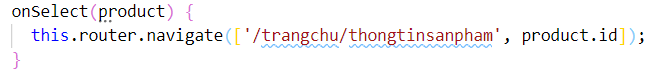 onSelect(product) {
this.router.navigate(['/trangchu/thongtinsanpham', product.id]);
}